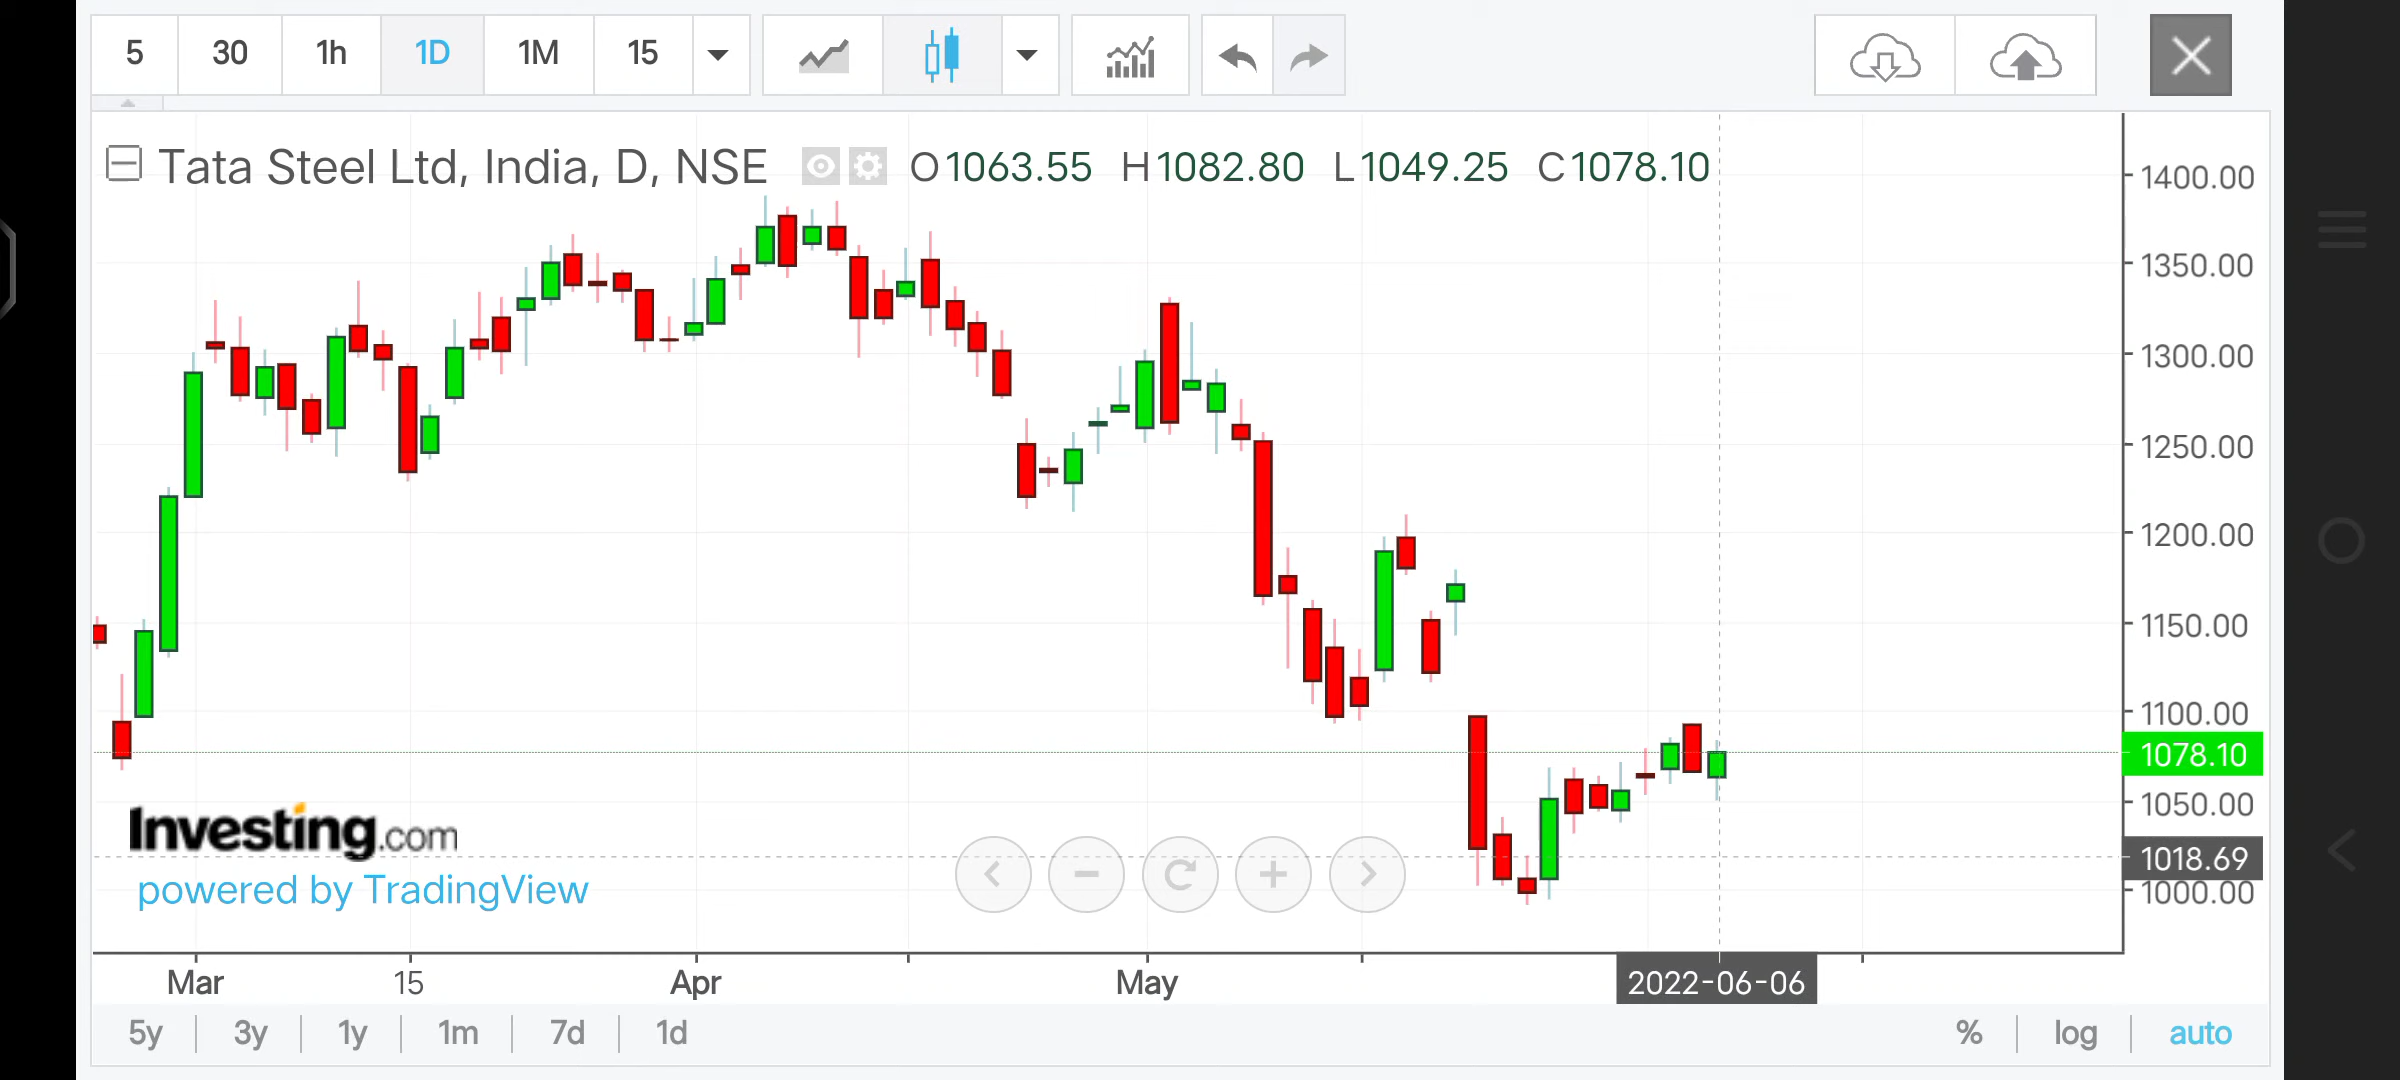 5 30 1h 1D 1M 15
Tata Steel Ltd, India, D, NSE O1063.55 H1082.80 L1049.25 C1078.10
1400.00
1350.00
1300.00
1250.00
1200.00
1150.00
1100.00
1078.10
1050.00
1018.69
1000.00
Investing.com
powered by TradingView
Mar 15 Apr May 2022-06-06
5y 3y 1y 1m 7d 1d % log auto